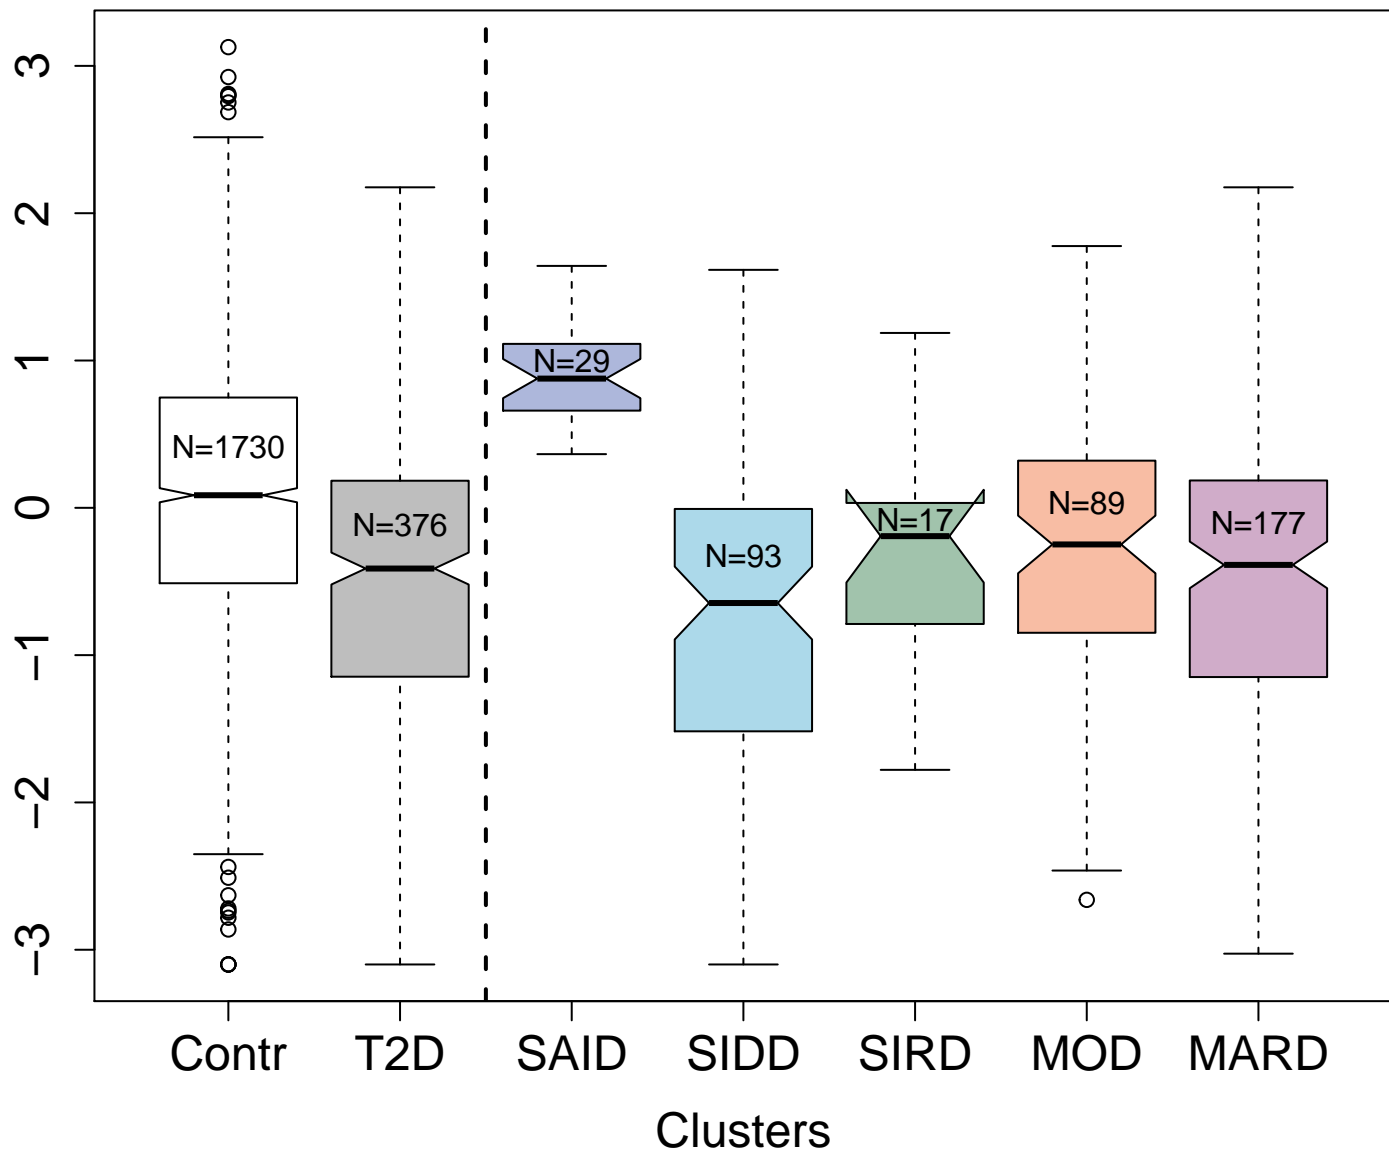 3
2
1
0
−1
−2
−3
N=1730
N=376
N=29
N=93
N=17
N=89
N=177
Contr T2D SAID SIDD SIRD MOD MARD
Clusters